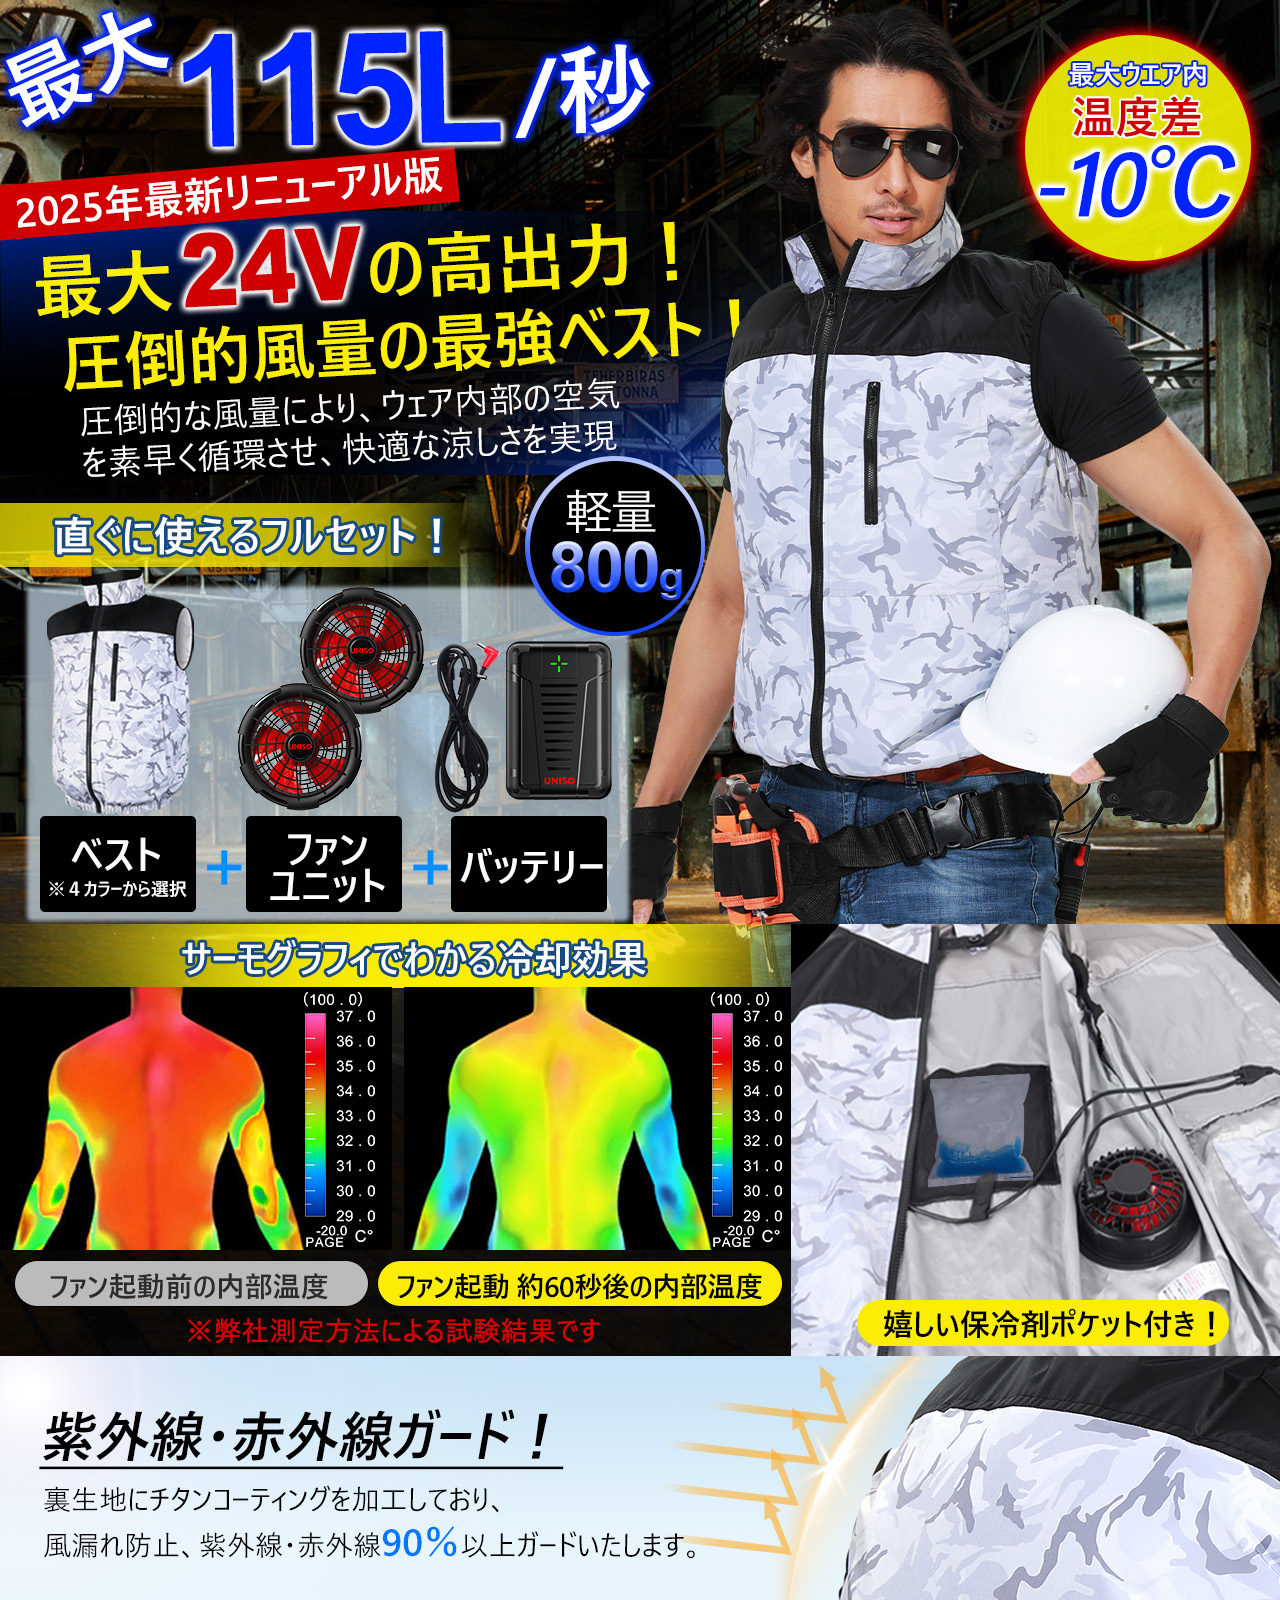 最大115L/秒
最大ウエア内
温度差
-10℃
2025年最新リニューアル版
最大24Vの高出力！
圧倒的風量の最強ベスト！
圧倒的な風量により、ウェア内部の空気
を素早く循環させ、快適な涼しさを実現
TEHERBIRAS
TONNA
直ぐに使えるフルセット！
軽量
800g
UNISO
UNISO
UNISO
ベスト
※４カラーから選択
+
ファン
ユニット
+
バッテリー
サーモグラフィでわかる冷却効果
(100.0)
37.0
36.0
35.0
34.0
33.0
32.0
31.0
30.0
29.0
-20.0
PAGE C°
(100.0)
37.0
36.0
35.0
34.0
33.0
32.0
31.0
30.0
29.0
-20.0
PAGE C°
ファン起動前の内部温度
ファン起動 約60秒後の内部温度
※弊社測定方法による試験結果です
嬉しい保冷剤ポケット付き！
紫外線・赤外線ガード！
裏生地にチタンコーティングを加工しており、
風漏れ防止、紫外線・赤外線90％以上ガードいたします。